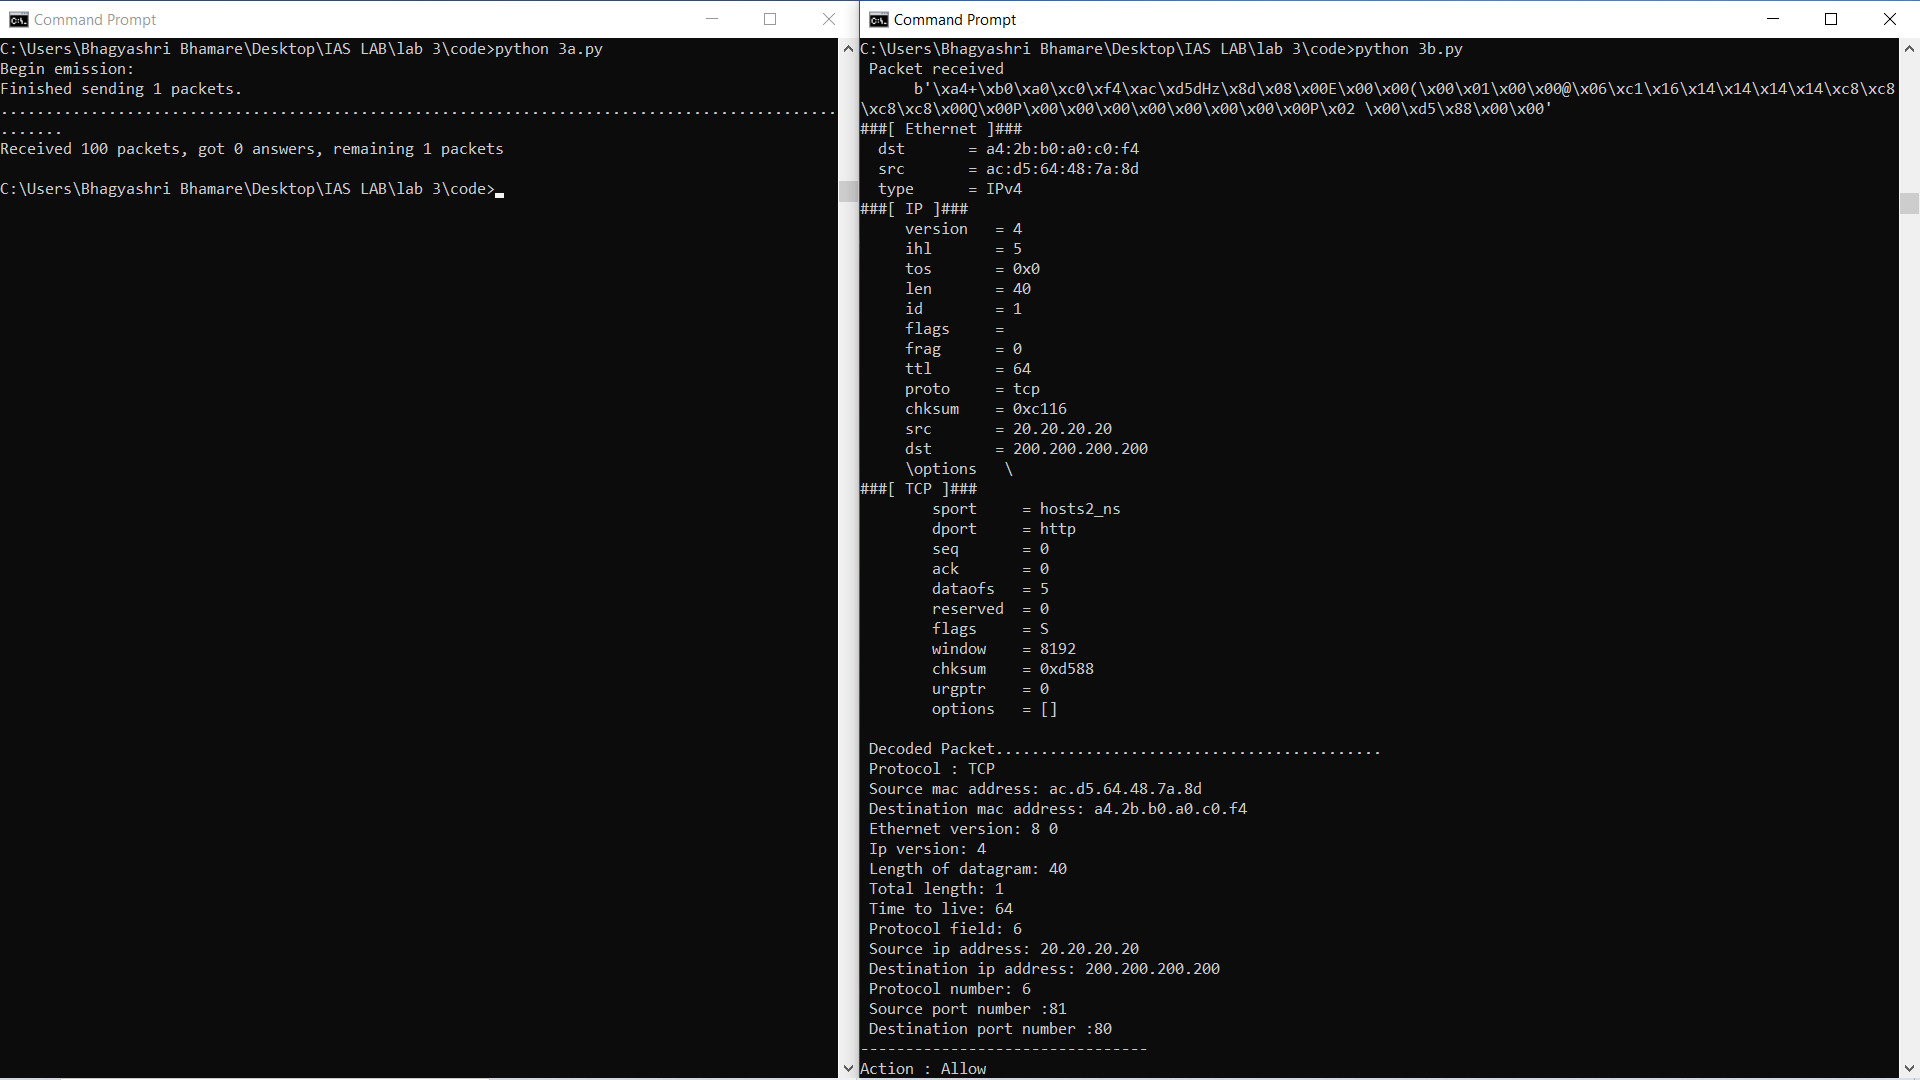 Command Prompt
C:\Users\Bhagyashri Bhamare\Desktop\IAS LAB\lab 3\code>python 3a.py
Begin emission:
Finished sending 1 packets.
.............................................................................................
.......
Received 100 packets, got 0 answers, remaining 1 packets
C:\Users\Bhagyashri Bhamare\Desktop\IAS LAB\lab 3\code>
Command Prompt
C:\Users\Bhagyashri Bhamare\Desktop\IAS LAB\lab 3\code>python 3b.py
Packet received
b'\xa4+\xb0\xa0\xc0\xf4\xac\xd5dHz\x8d\x08\x00E\x00\x00(\x00\x01\x00\x00@\x06\xc1\x16\x14\x14\x14\x14\xc8\xc8
\xc8\xc8\x00Q\x00P\x00\x00\x00\x00\x00\x00\x00\x00P\x02 \x00\xd5\x88\x00\x00'
###[ Ethernet ]###
dst = a4:2b:b0:a0:c0:f4
src = ac:d5:64:48:7a:8d
type = IPv4
###[ IP ]###
version = 4
ihl = 5
tos = 0x0
len = 40
id = 1
flags =
frag = 0
ttl = 64
proto = tcp
chksum = 0xc116
src = 20.20.20.20
dst = 200.200.200.200
\options \
###[ TCP ]###
sport = hosts2_ns
dport = http
seq = 0
ack = 0
dataofs = 5
reserved = 0
flags = S
window = 8192
chksum = 0xd588
urgptr = 0
options = []
Decoded Packet...........................................
Protocol : TCP
Source mac address: ac.d5.64.48.7a.8d
Destination mac address: a4.2b.b0.a0.c0.f4
Ethernet version: 8 0
Ip version: 4
Length of datagram: 40
Total length: 1
Time to live: 64
Protocol field: 6
Source ip address: 20.20.20.20
Destination ip address: 200.200.200.200
Protocol number: 6
Source port number :81
Destination port number :80
--------------------------------
Action : Allow